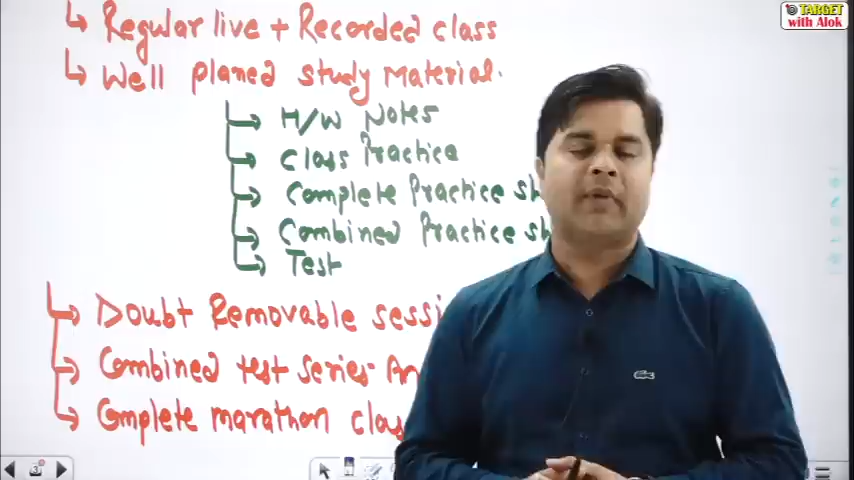 TARGET
with Alok
Regular live + Recorded class
Well planed study Material.
H/W Notes
Class Practice
Complete Practice
Combined Practice
Test
Doubt Removable
Combined test series
Complete marathon
3